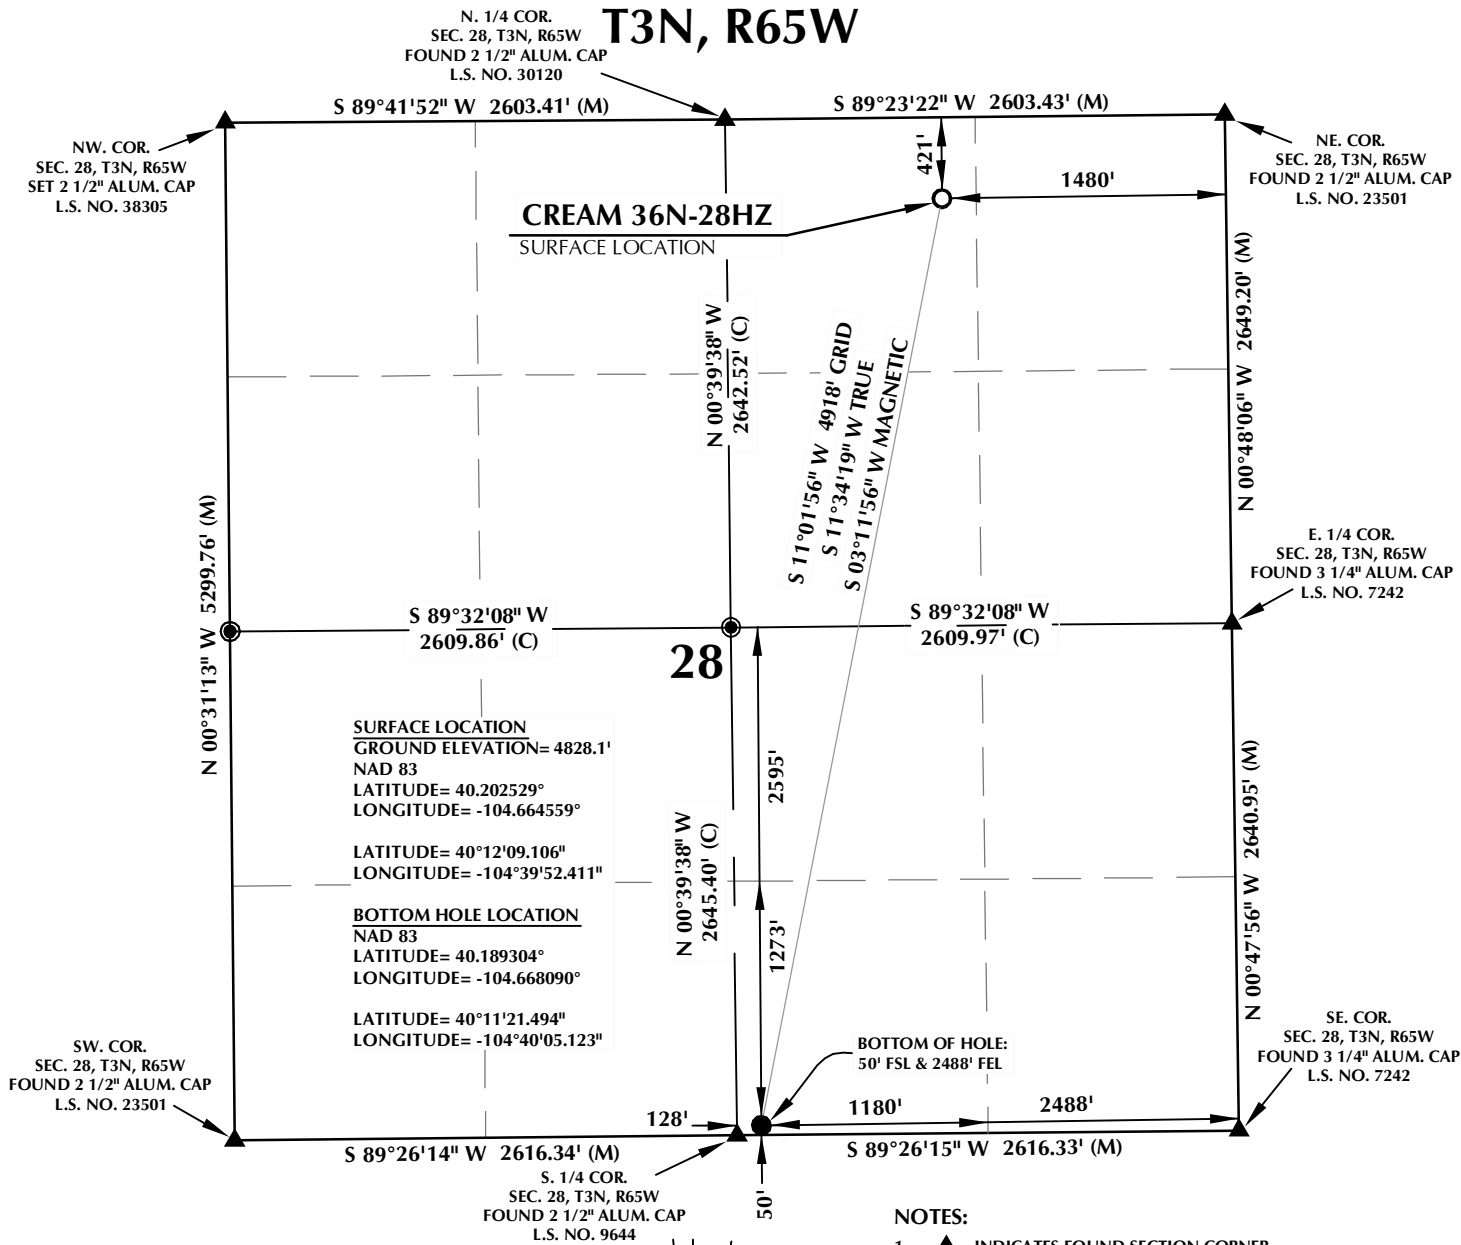 T3N, R65W
N. 1/4 COR.
SEC. 28, T3N, R65W
FOUND 2 1/2" ALUM. CAP
L.S. NO. 30120
S 89°41'52" W 2603.41' (M)
S 89°23'22" W 2603.43' (M)
NW. COR.
SEC. 28, T3N, R65W
SET 2 1/2" ALUM. CAP
L.S. NO. 38305
NE. COR.
SEC. 28, T3N, R65W
FOUND 2 1/2" ALUM. CAP
L.S. NO. 23501
421'
1480'
CREAM 36N-28HZ
SURFACE LOCATION
N 00°39'38" W
2642.52' (C)
S 11°01'56" W 4918' GRID
S 11°34'19" W TRUE
S 03°11'56" W MAGNETIC
N 00°48'06" W 2649.20' (M)
N 00°31'13" W 5299.76' (M)
E. 1/4 COR.
SEC. 28, T3N, R65W
FOUND 3 1/4" ALUM. CAP
L.S. NO. 7242
S 89°32'08" W
2609.86' (C)
S 89°32'08" W
2609.97' (C)
28
SURFACE LOCATION
GROUND ELEVATION= 4828.1'
NAD 83
LATITUDE= 40.202529°
LONGITUDE= -104.664559°
LATITUDE= 40°12'09.106"
LONGITUDE= -104°39'52.411"
BOTTOM HOLE LOCATION
NAD 83
LATITUDE= 40.189304°
LONGITUDE= -104.668090°
LATITUDE= 40°11'21.494"
LONGITUDE= -104°40'05.123"
2595'
N 00°39'38" W
2645.40' (C)
1273'
N 00°47'56" W 2640.95' (M)
SW. COR.
SEC. 28, T3N, R65W
FOUND 2 1/2" ALUM. CAP
L.S. NO. 23501
BOTTOM OF HOLE:
50' FSL & 2488' FEL
SE. COR.
SEC. 28, T3N, R65W
FOUND 3 1/4" ALUM. CAP
L.S. NO. 7242
128'
1180'
2488'
S 89°26'14" W 2616.34' (M)
S 89°26'15" W 2616.33' (M)
S. 1/4 COR.
SEC. 28, T3N, R65W
FOUND 2 1/2" ALUM. CAP
L.S. NO. 9644
50'
NOTES:
1. INDICATES FOUND SECTION CORNER